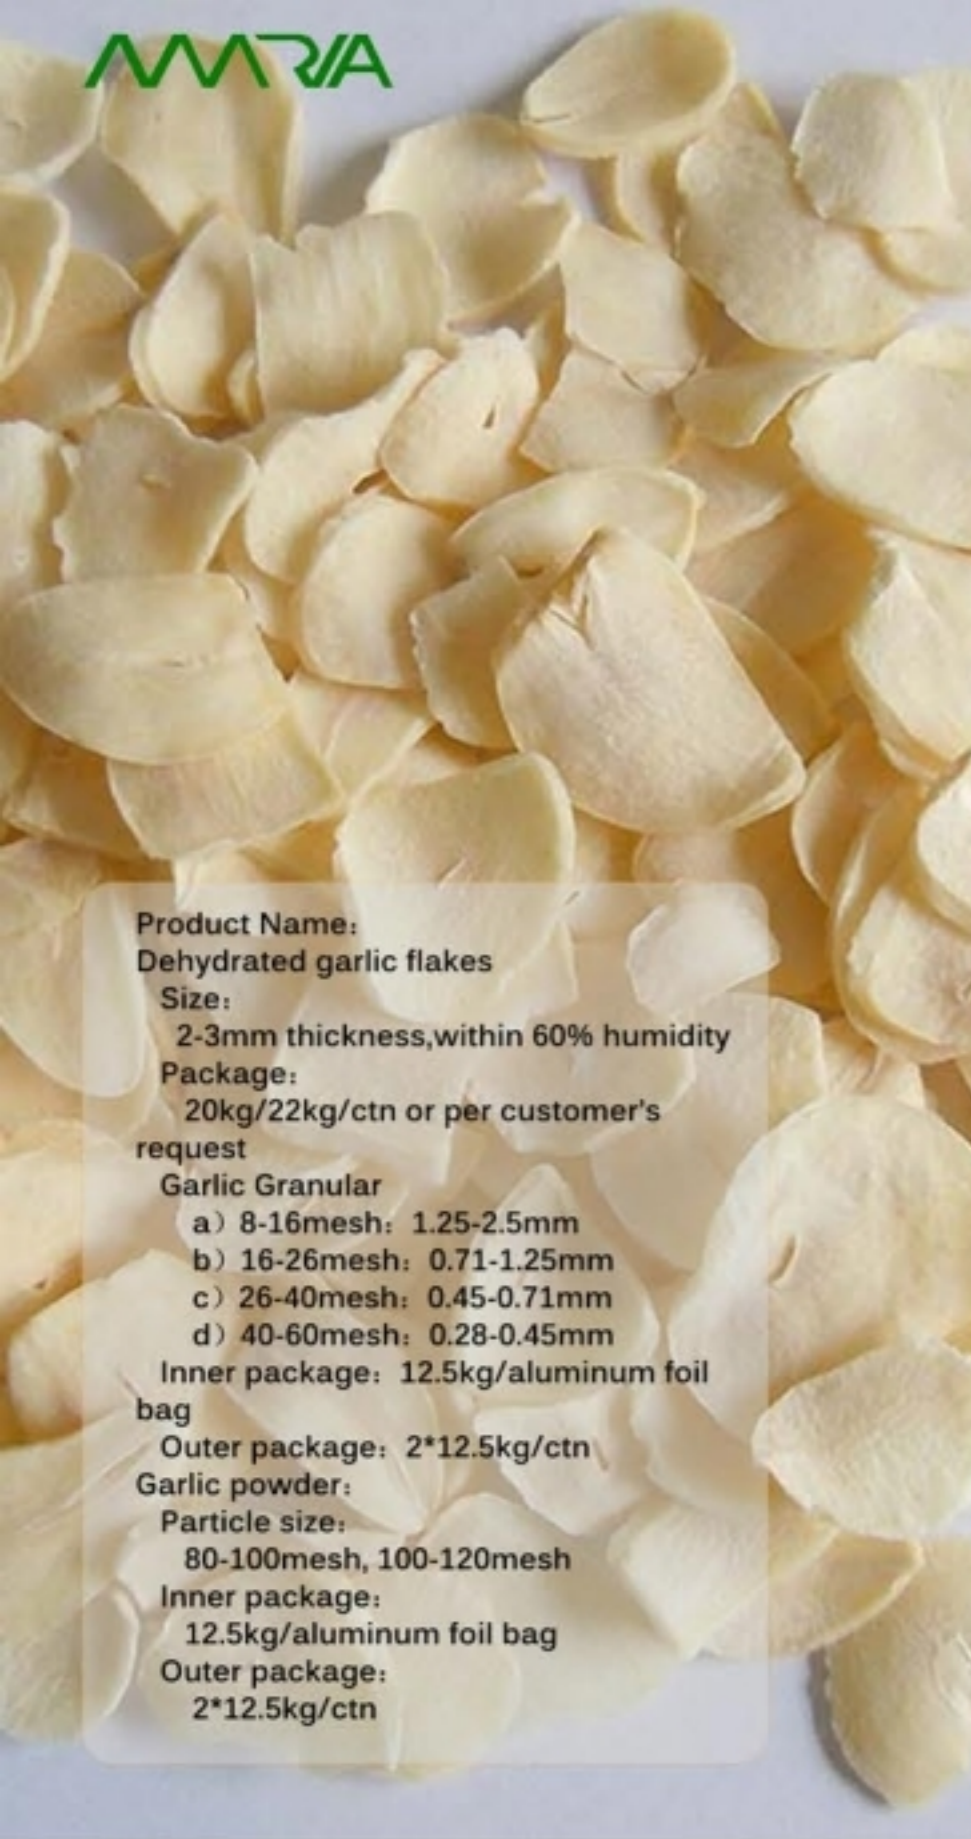 Product Name：
Dehydrated garlic flakes
Size：
2-3mm thickness,within 60% humidity
Package：
20kg/22kg/ctn or per customer's
request
Garlic Granular
a）8-16mesh：1.25-2.5mm
b）16-26mesh：0.71-1.25mm
c）26-40mesh：0.45-0.71mm
d）40-60mesh：0.28-0.45mm
Inner package：12.5kg/aluminum foil
bag
Outer package：2*12.5kg/ctn
Garlic powder：
Particle size：
80-100mesh, 100-120mesh
Inner package：
12.5kg/aluminum foil bag
Outer package：
2*12.5kg/ctn